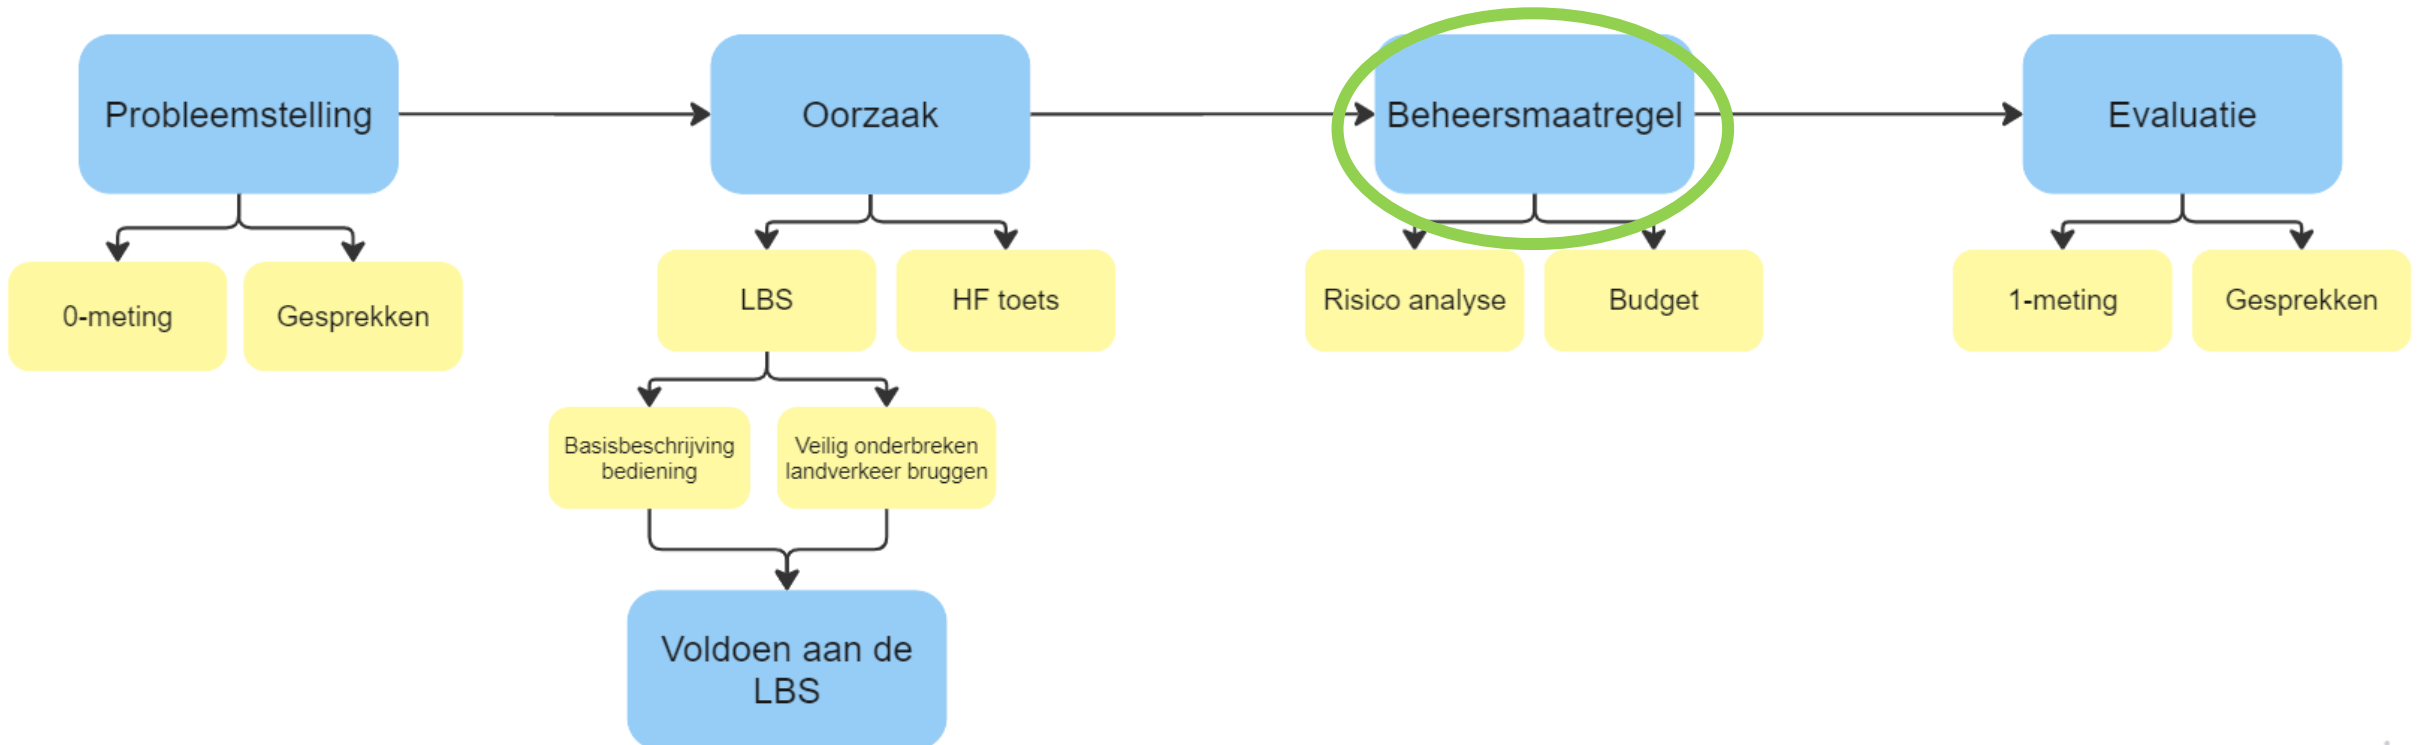 Probleemstelling
Oorzaak
Beheersmaatregel
Evaluatie
0-meting
Gesprekken
LBS
HF toets
Risico analyse
Budget
1-meting
Gesprekken
Basisbeschrijving
bediening
Veilig onderbreken
landverkeer bruggen
Voldoen aan de
LBS